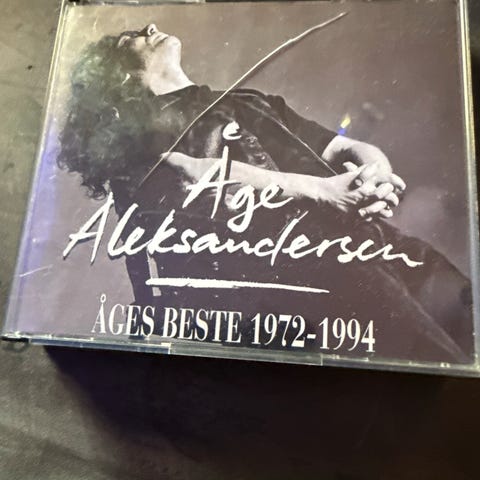 Åge
Aleksandersen
ÅGES BESTE 1972-1994